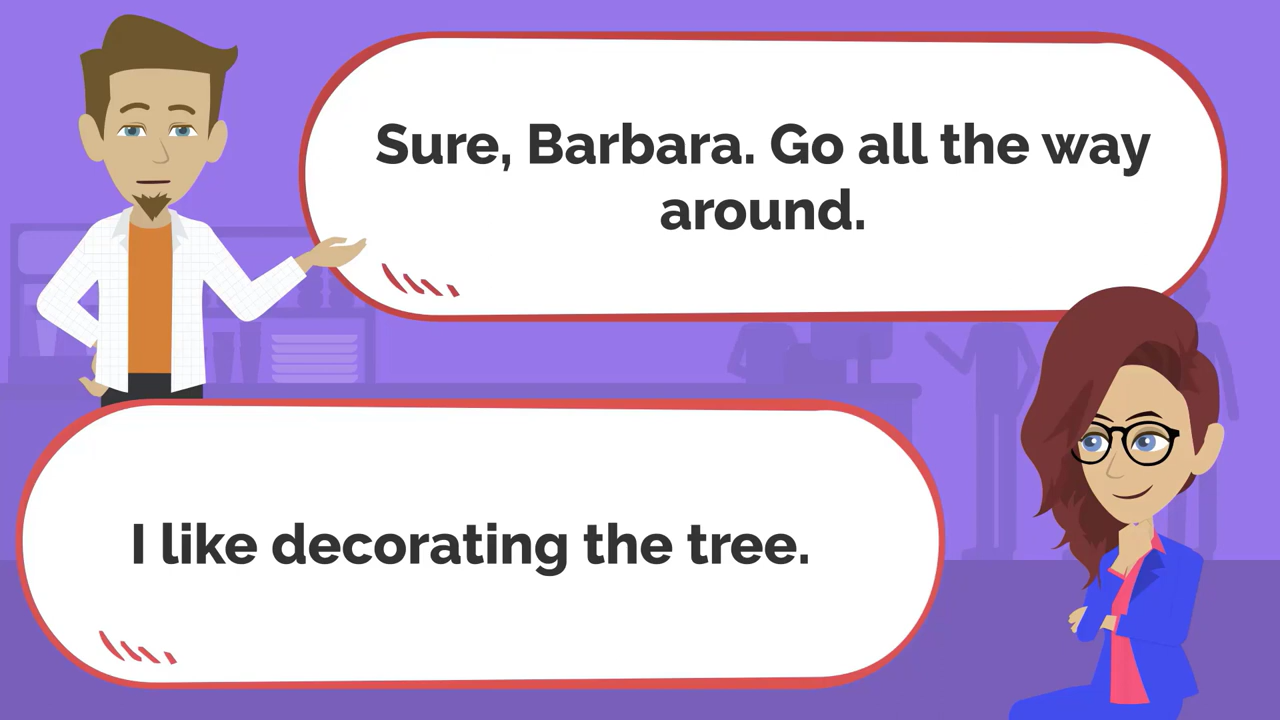 Sure, Barbara. Go all the way
around.
I like decorating the tree.